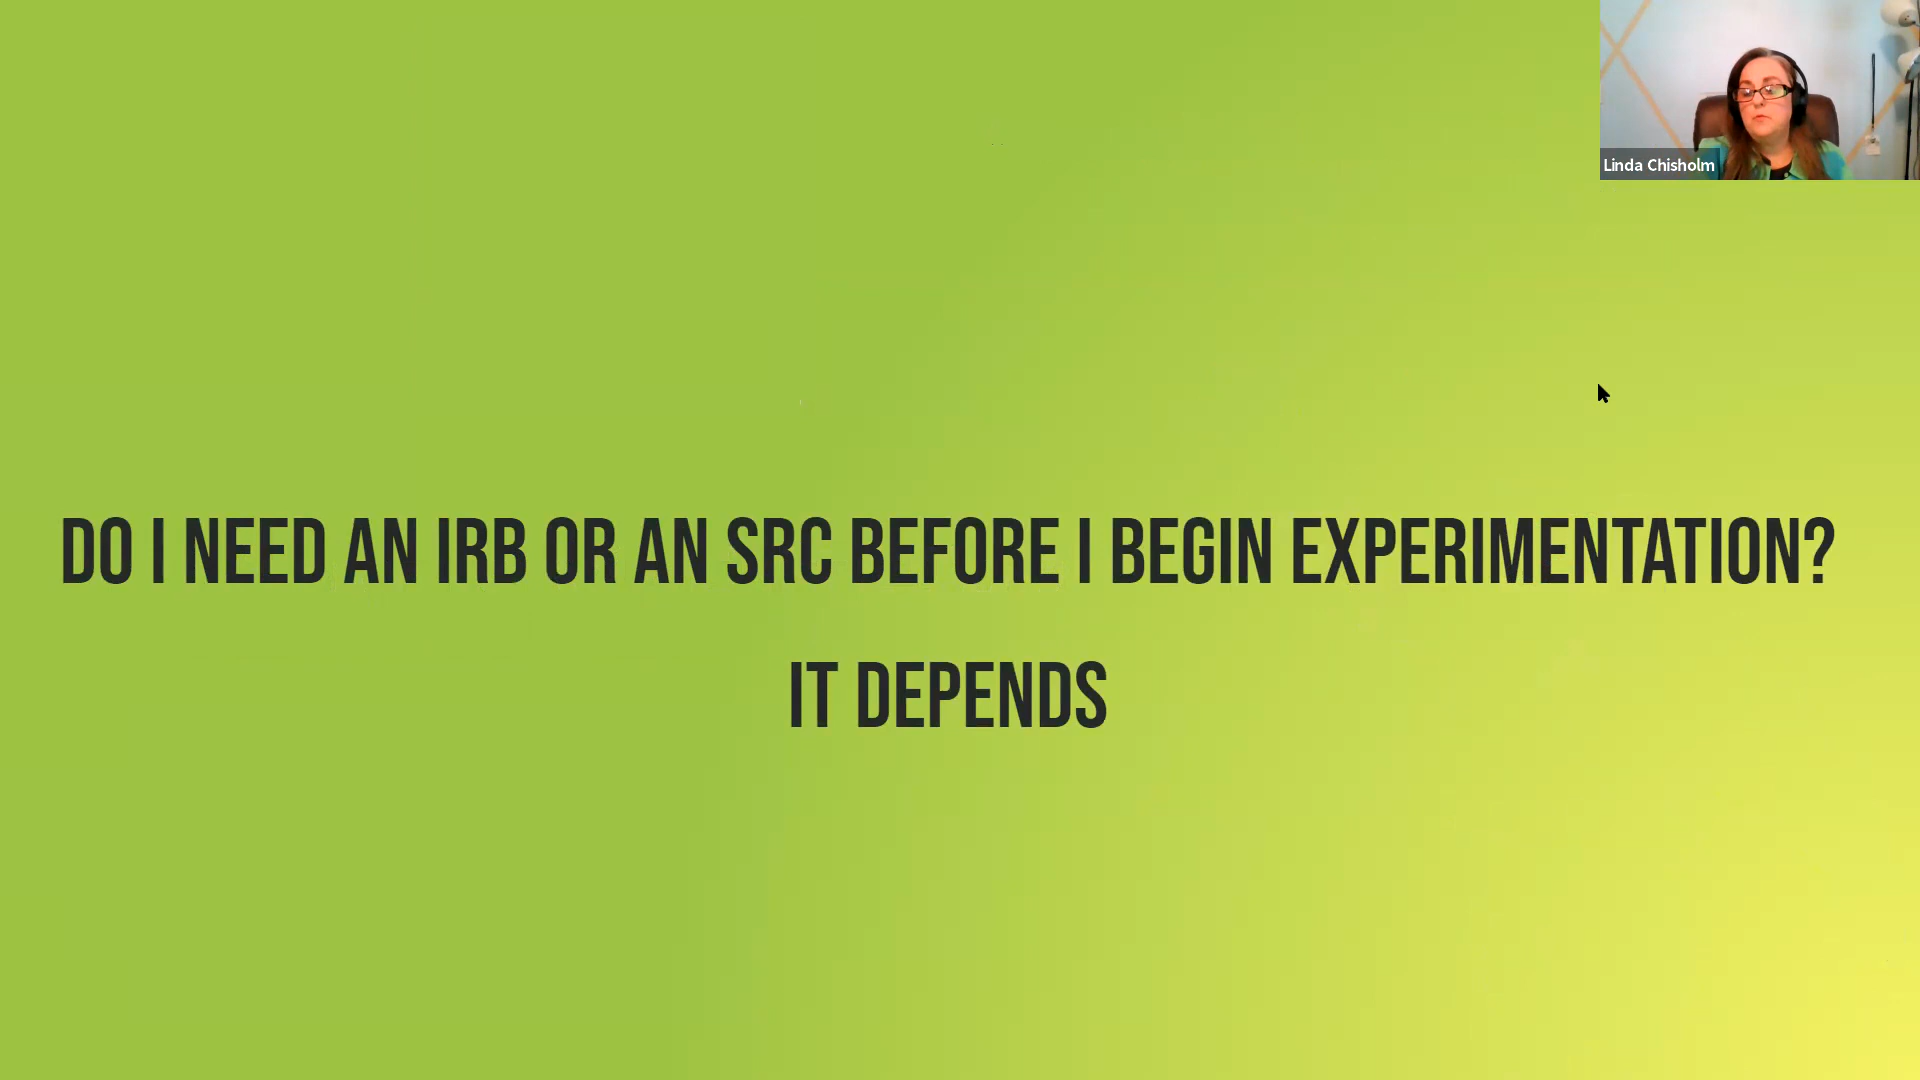 Linda Chisholm
DO I NEED AN IRB OR AN SRC BEFORE I BEGIN EXPERIMENTATION?
IT DEPENDS